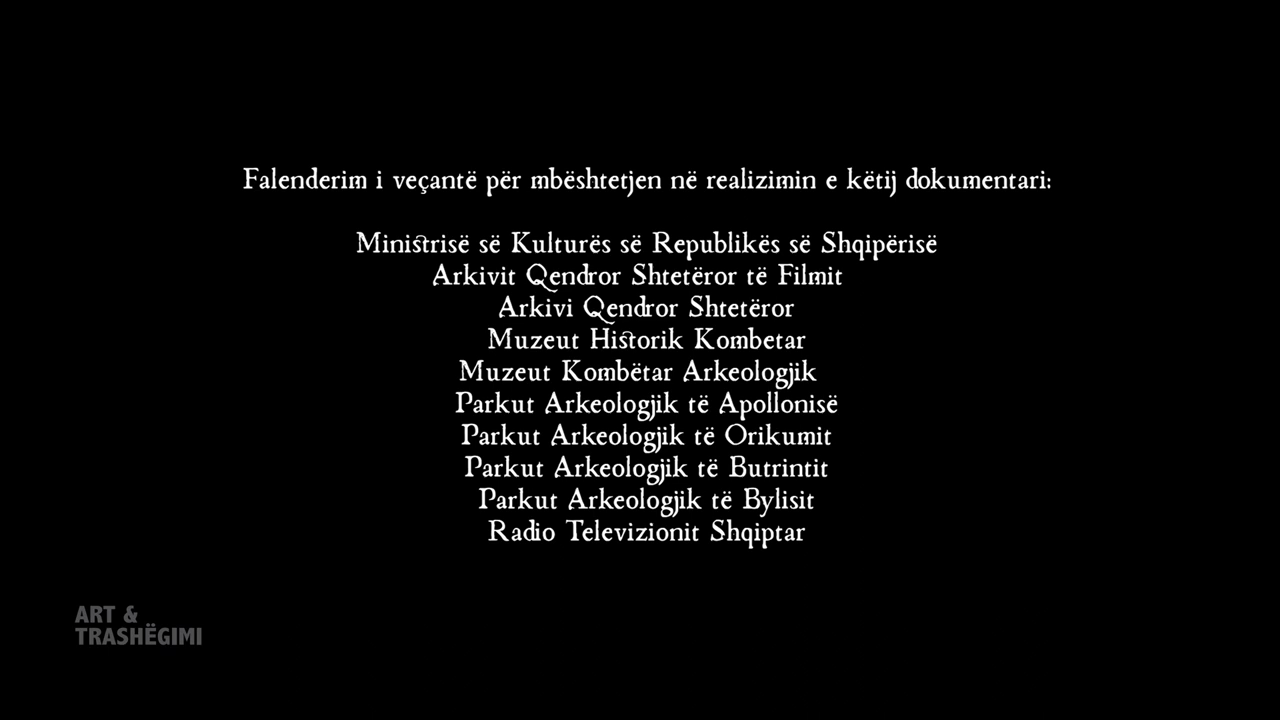 Falenderim i veçantë për mbështetjen në realizimin e këtij dokumentari:
Ministrisë së Kulturës së Republikës së Shqipërisë
Arkivit Qendror Shtetëror të Filmit
Arkivi Qendror Shtetëror
Muzeut Historik Kombetar
Muzeut Kombëtar Arkeologjik
Parkut Arkeologjik të Apollonisë
Parkut Arkeologjik të Orikumit
Parkut Arkeologjik të Butrintit
Parkut Arkeologjik të Bylisit
Radio Televizionit Shqiptar
ART &
TRASHËGIMI